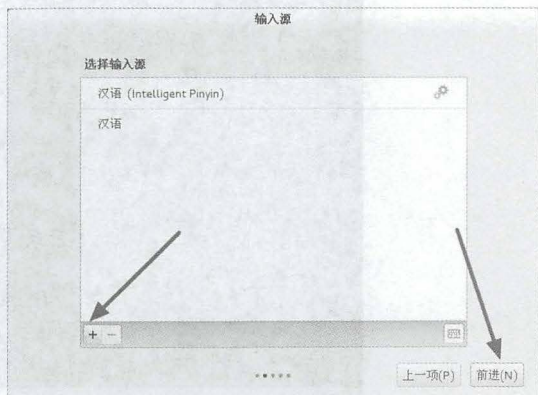 输入源
选择输入源
汉语 (Intelligent Pinyin)
汉语
+ -
上一项(P) 前进(N)